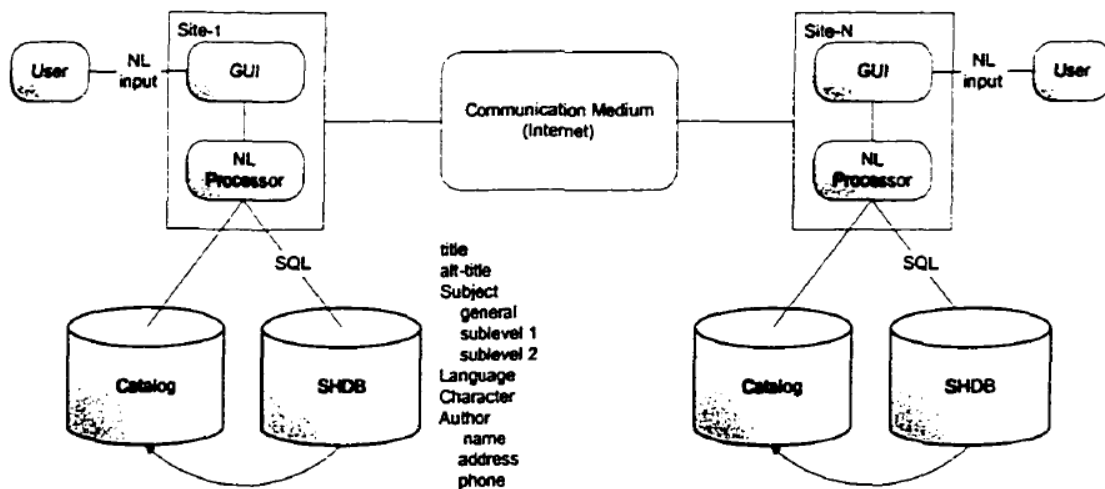 Site-1
User
NL
input
GUI
NL
Processor
SQL
Catalog
SHDB
Communication Medium
(Internet)
title
alt-title
Subject
general
sublevel 1
sublevel 2
Language
Character
Author
name
address
phone
Site-N
GUI
NL
input
User
NL
Processor
SQL
Catalog
SHDB